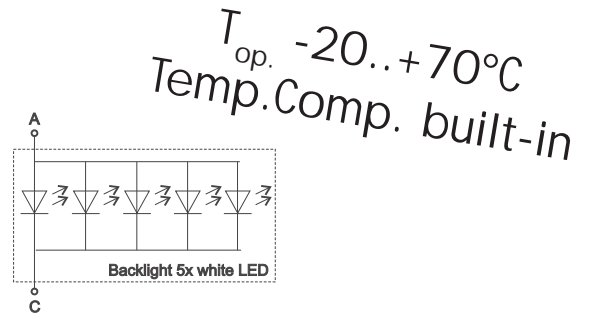 Top. -20..+70°C
Temp.Comp. built-in
A
Backlight 5x white LED
C